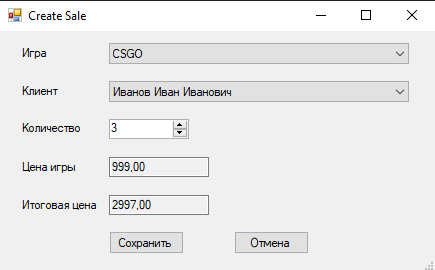 Create Sale
Игра CSGO
Клиент Иванов Иван Иванович
Количество 3
Цена игры 999,00
Итоговая цена 2997,00
Сохранить Отмена